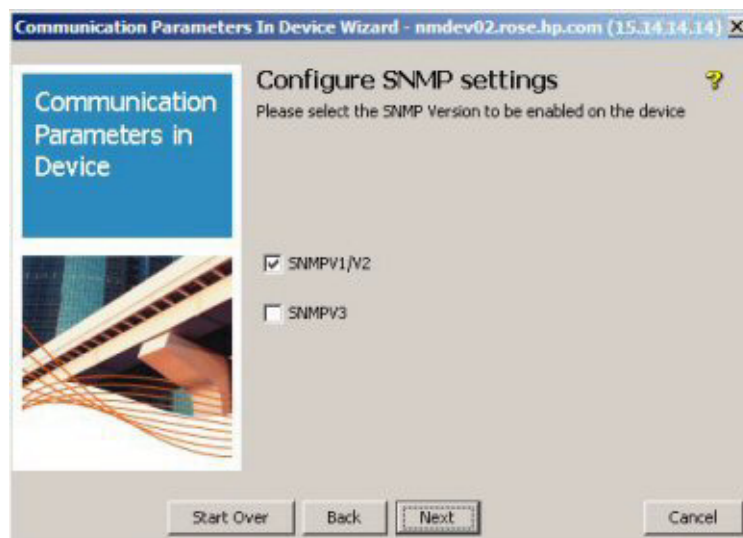 Communication Parameters In Device Wizard - nmdev02.rose.hp.com (15.14.14.14)
Communication
Parameters in
Device
Configure SNMP settings
Please select the SNMP Version to be enabled on the device
SNMPV1/V2
SNMPV3
Start Over
Back
Next
Cancel